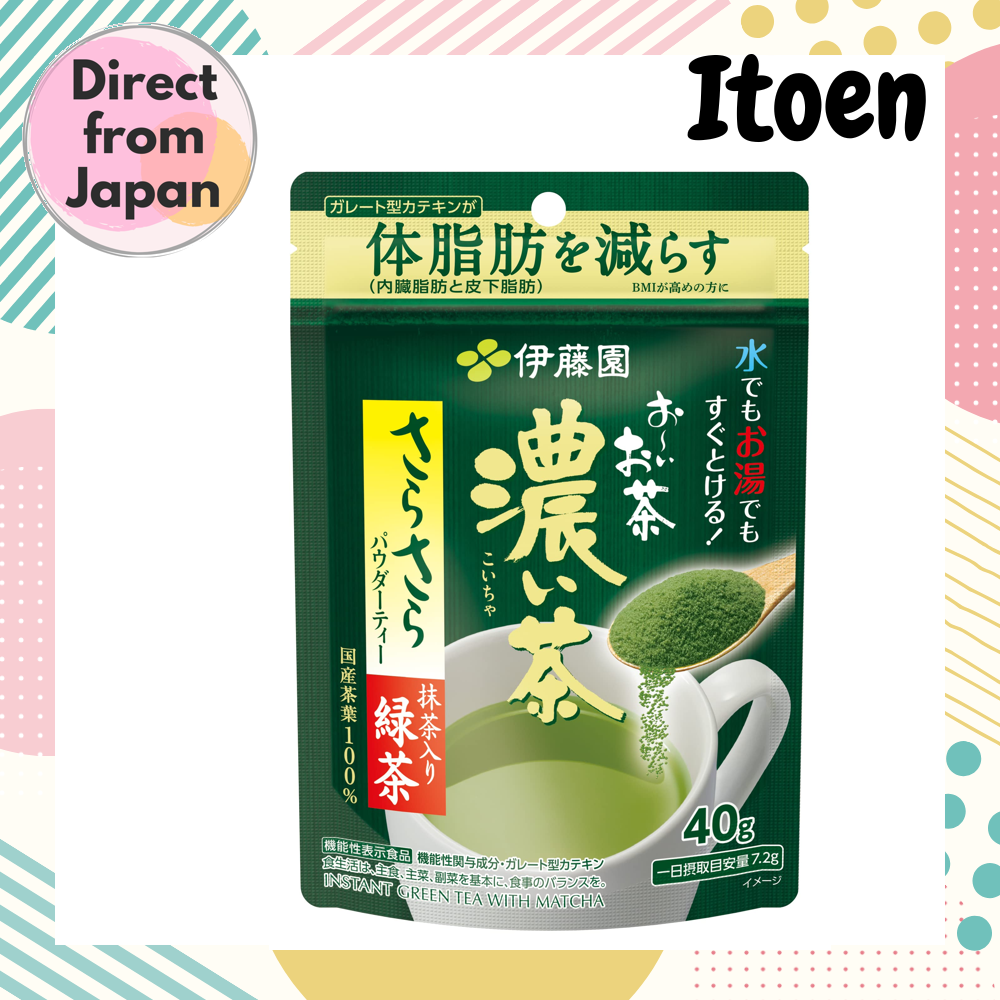 Direct
from
Japan
Itoen
ガレート型カテキンが
体脂肪を減らす
(内臓脂肪と皮下脂肪)
BMIが高めの方に
伊藤園
水でもお湯でも
すぐとける!
お〜いお茶
濃い茶
こいちゃ
さらさら
パウダーティー
抹茶入り
緑茶
国産茶葉100%
40g
一日摂取目安量7.2g
イメージ
機能性表示食品 機能性関与成分・ガレート型カテキン
食生活は、主食、主菜、副菜を基本に、食事のバランスを。
INSTANT GREEN TEA WITH MATCHA